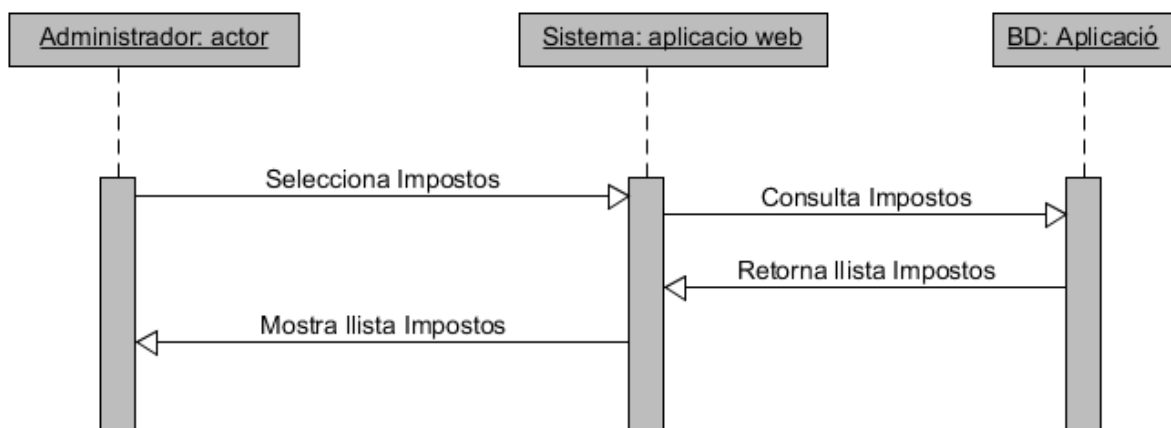 Administrador: actor
Sistema: aplicacio web
BD: Aplicació
Selecciona Impostos
Consulta Impostos
Retorna llista Impostos
Mostra llista Impostos